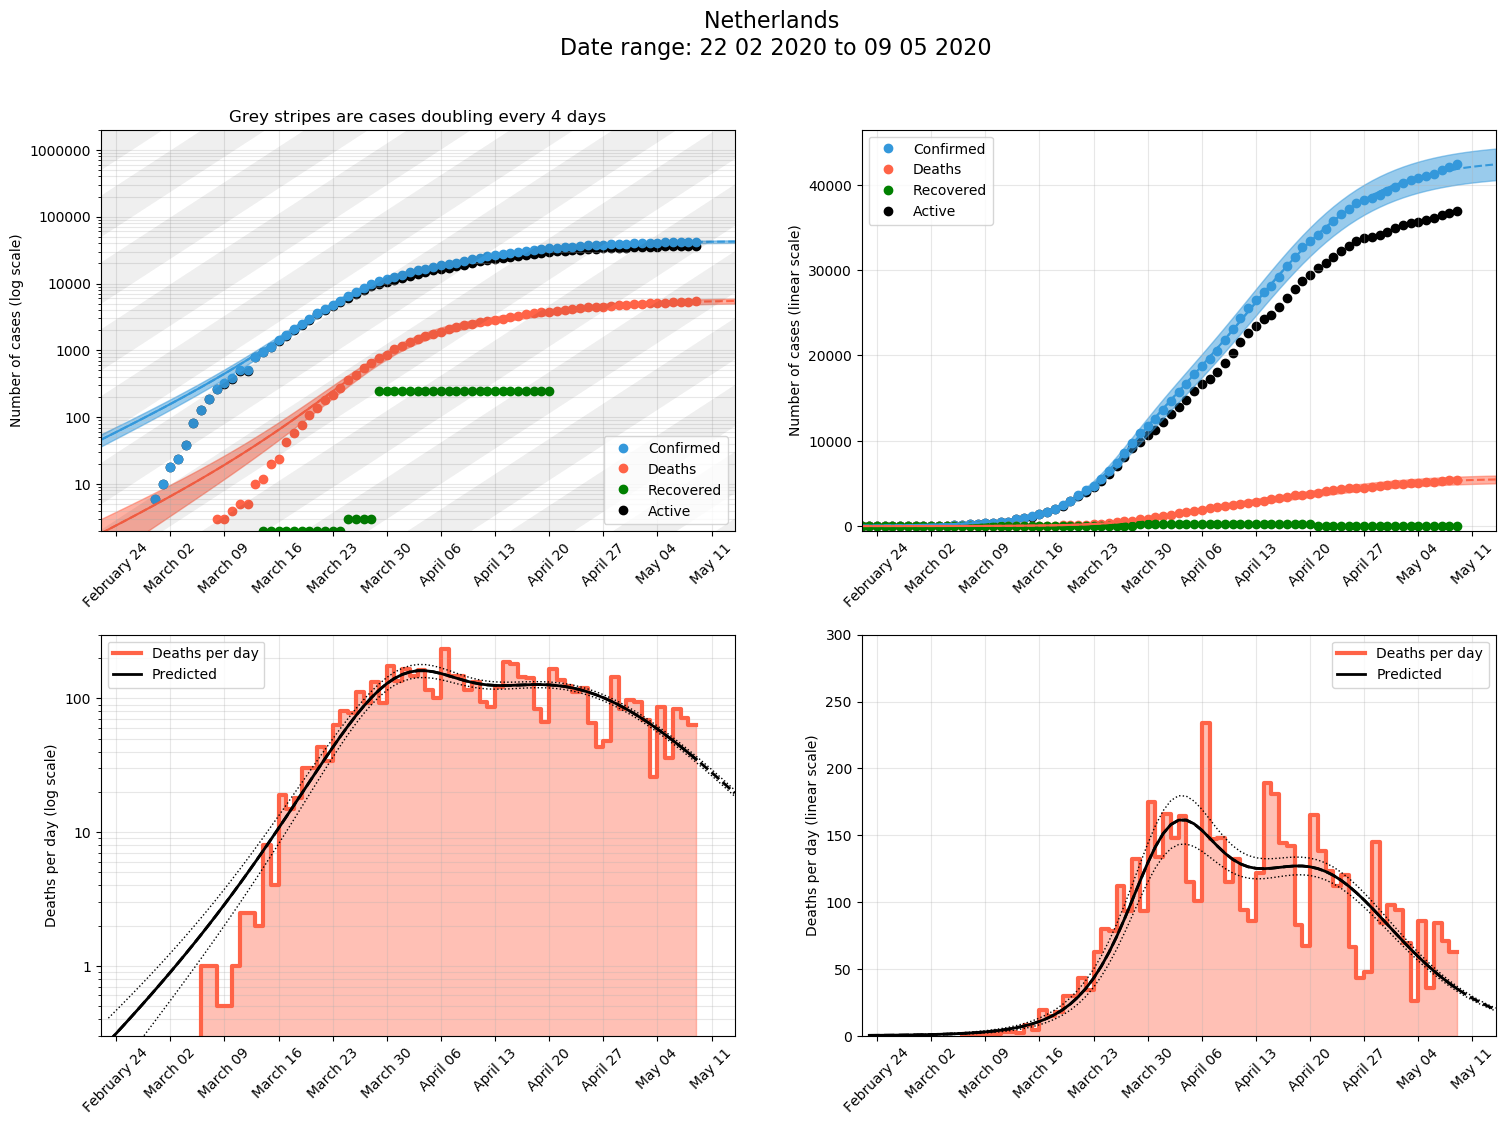 Netherlands
Date range: 22 02 2020 to 09 05 2020
Grey stripes are cases doubling every 4 days
Number of cases (log scale)
1000000
100000
10000
1000
100
10
Confirmed
Deaths
Recovered
Active
February 24
March 02
March 09
March 16
March 23
March 30
April 06
April 13
April 20
April 27
May 04
May 11
Number of cases (linear scale)
40000
30000
20000
10000
0
Confirmed
Deaths
Recovered
Active
February 24
March 02
March 09
March 16
March 23
March 30
April 06
April 13
April 20
April 27
May 04
May 11
Deaths per day (log scale)
100
10
1
Deaths per day
Predicted
February 24
March 02
March 09
March 16
March 23
March 30
April 06
April 13
April 20
April 27
May 04
May 11
Deaths per day (linear scale)
300
250
200
150
100
50
0
Deaths per day
Predicted
February 24
March 02
March 09
March 16
March 23
March 30
April 06
April 13
April 20
April 27
May 04
May 11